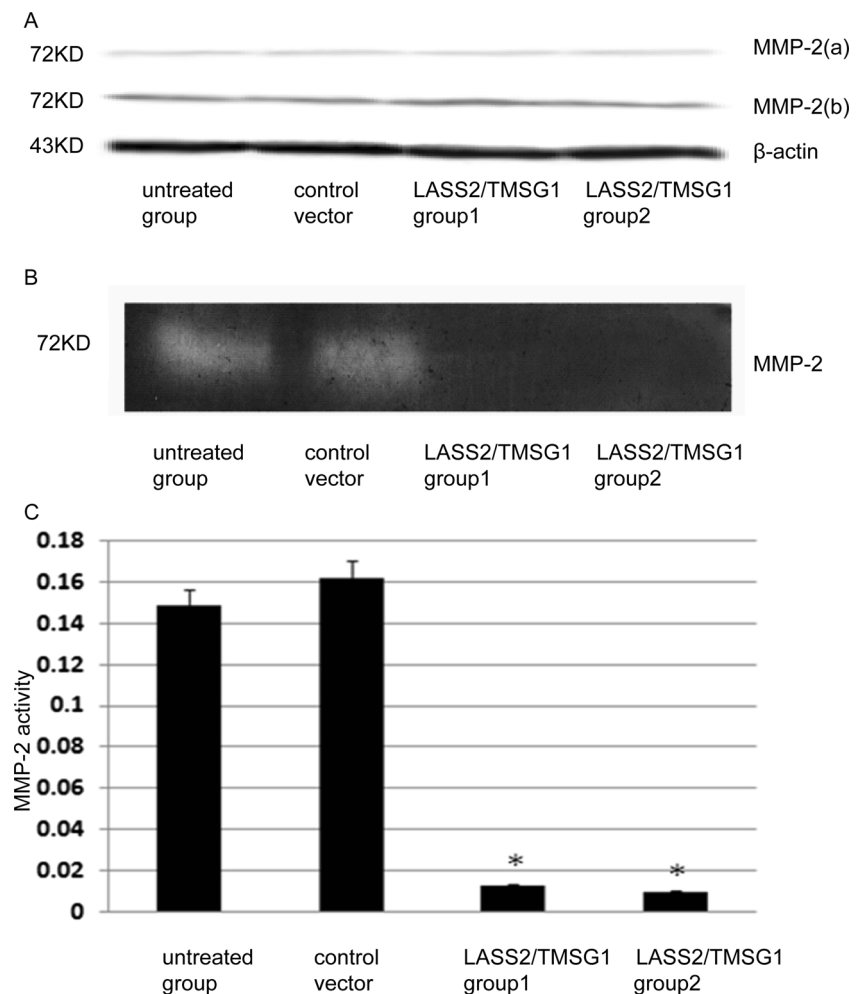 A
72KD
MMP-2(a)
72KD
MMP-2(b)
43KD
β-actin
untreated
group
control
vector
LASS2/TMSG1
group1
LASS2/TMSG1
group2
B
72KD
MMP-2
untreated
group
control
vector
LASS2/TMSG1
group1
LASS2/TMSG1
group2
C
MMP-2 activity
0.18
0.16
0.14
0.12
0.1
0.08
0.06
0.04
0.02
0
*
*
untreated
group
control
vector
LASS2/TMSG1
group1
LASS2/TMSG1
group2